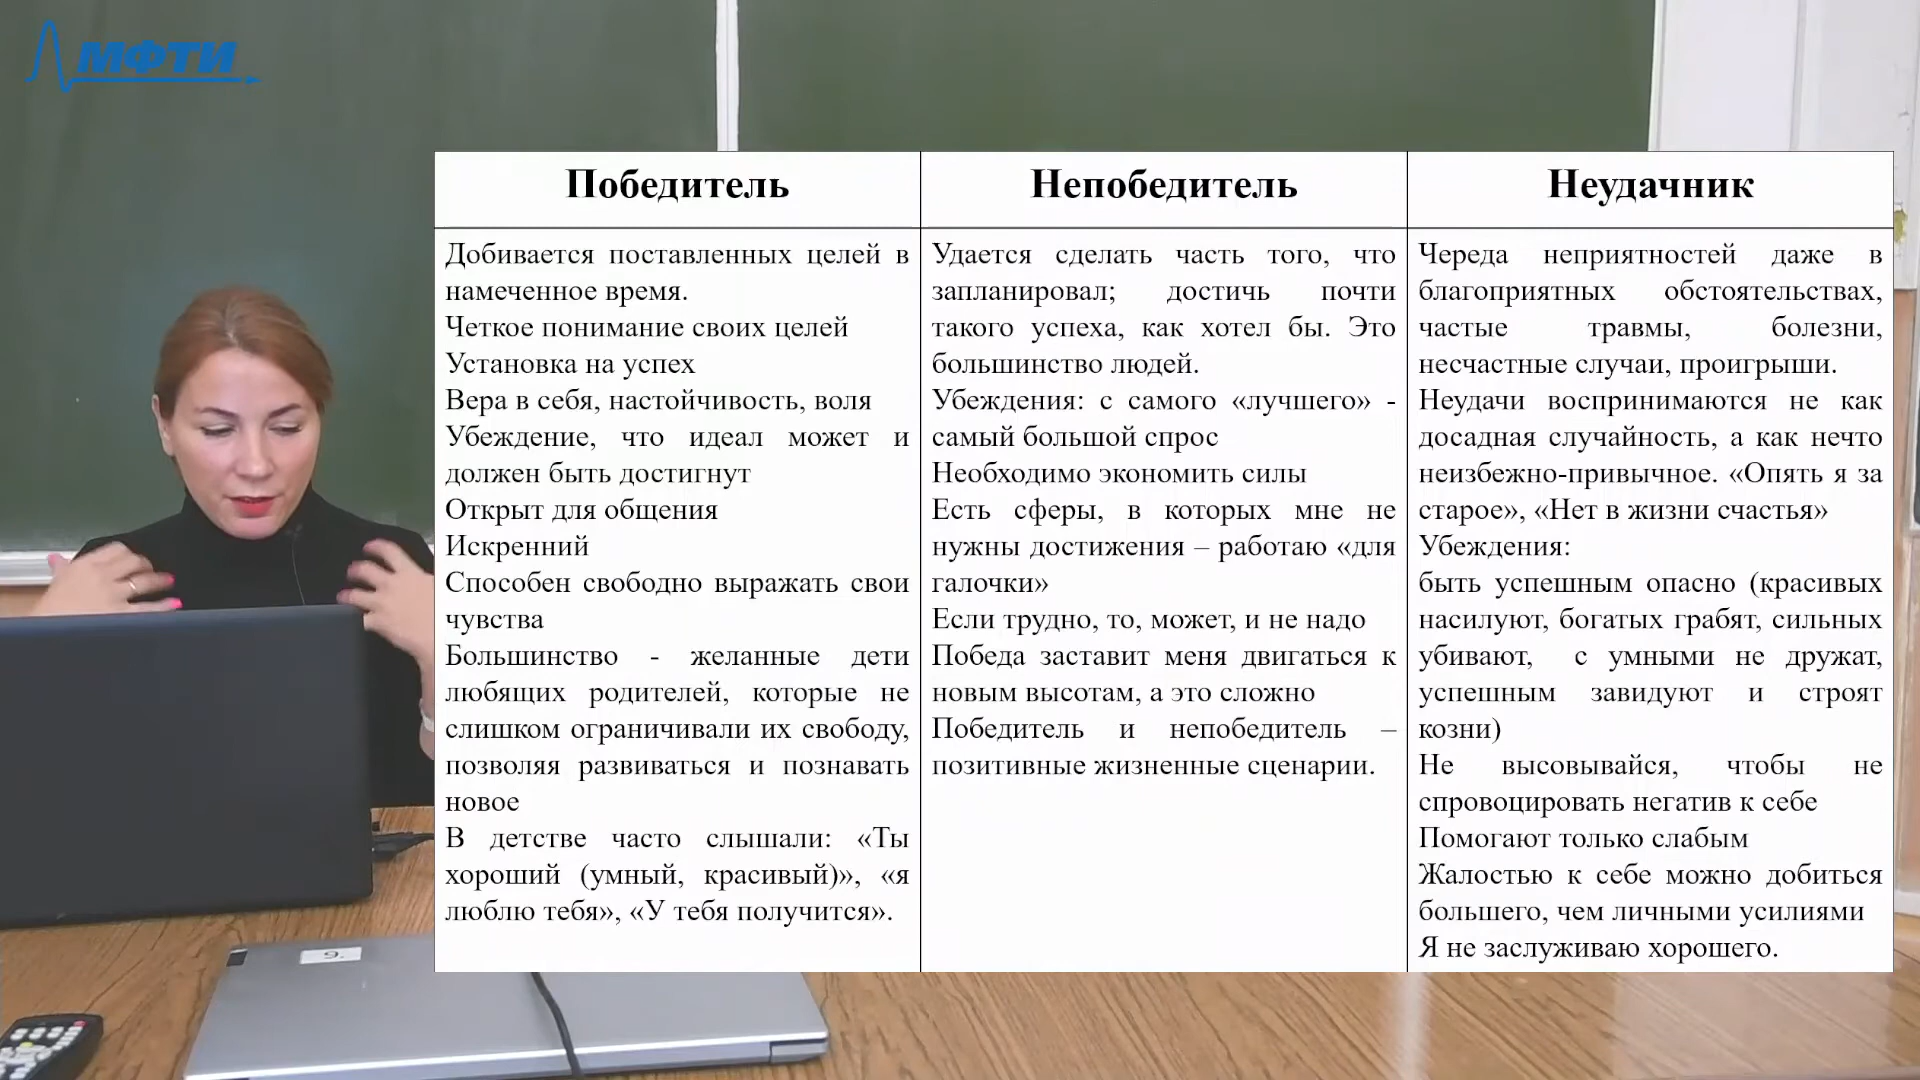 МФТИ
Победитель
Добивается поставленных целей в
намеченное время.
Четкое понимание своих целей
Установка на успех
Вера в себя, настойчивость, воля
Убеждение, что идеал может и
должен быть достигнут
Открыт для общения
Искренний
Способен свободно выражать свои
чувства
Большинство - желанные дети
любящих родителей, которые не
слишком ограничивали их свободу,
позволяя развиваться и познавать
новое
В детстве часто слышали: «Ты
хороший (умный, красивый)», «я
люблю тебя», «У тебя получится».
Непобедитель
Удается сделать часть того, что
запланировал; достичь почти
такого успеха, как хотел бы. Это
большинство людей.
Убеждения: с самого «лучшего» -
самый большой спрос
Необходимо экономить силы
Есть сферы, в которых мне не
нужны достижения – работаю «для
галочки»
Если трудно, то, может, и не надо
Победа заставит меня двигаться к
новым высотам, а это сложно
Победитель и непобедитель –
позитивные жизненные сценарии.
Неудачник
Череда неприятностей даже в
благоприятных обстоятельствах,
частые травмы, болезни,
несчастные случаи, проигрыши.
Неудачи воспринимаются не как
досадная случайность, а как нечто
неизбежно-привычное. «Опять я за
старое», «Нет в жизни счастья»
Убеждения:
быть успешным опасно (красивых
насилуют, богатых грабят, сильных
убивают, с умными не дружат,
успешным завидуют и строят
козни)
Не высовывайся, чтобы не
спровоцировать негатив к себе
Помогают только слабым
Жалостью к себе можно добиться
большего, чем личными усилиями
Я не заслуживаю хорошего.